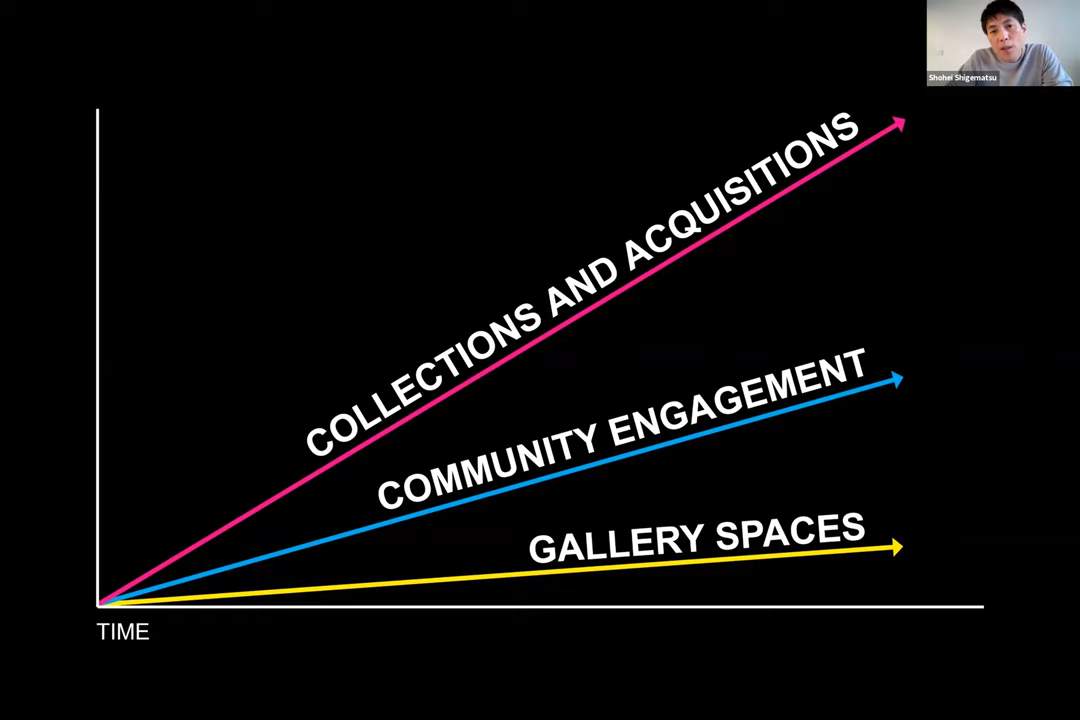 Shohei Shigematsu
COLLECTIONS AND ACQUISITIONS
COMMUNITY ENGAGEMENT
GALLERY SPACES
TIME